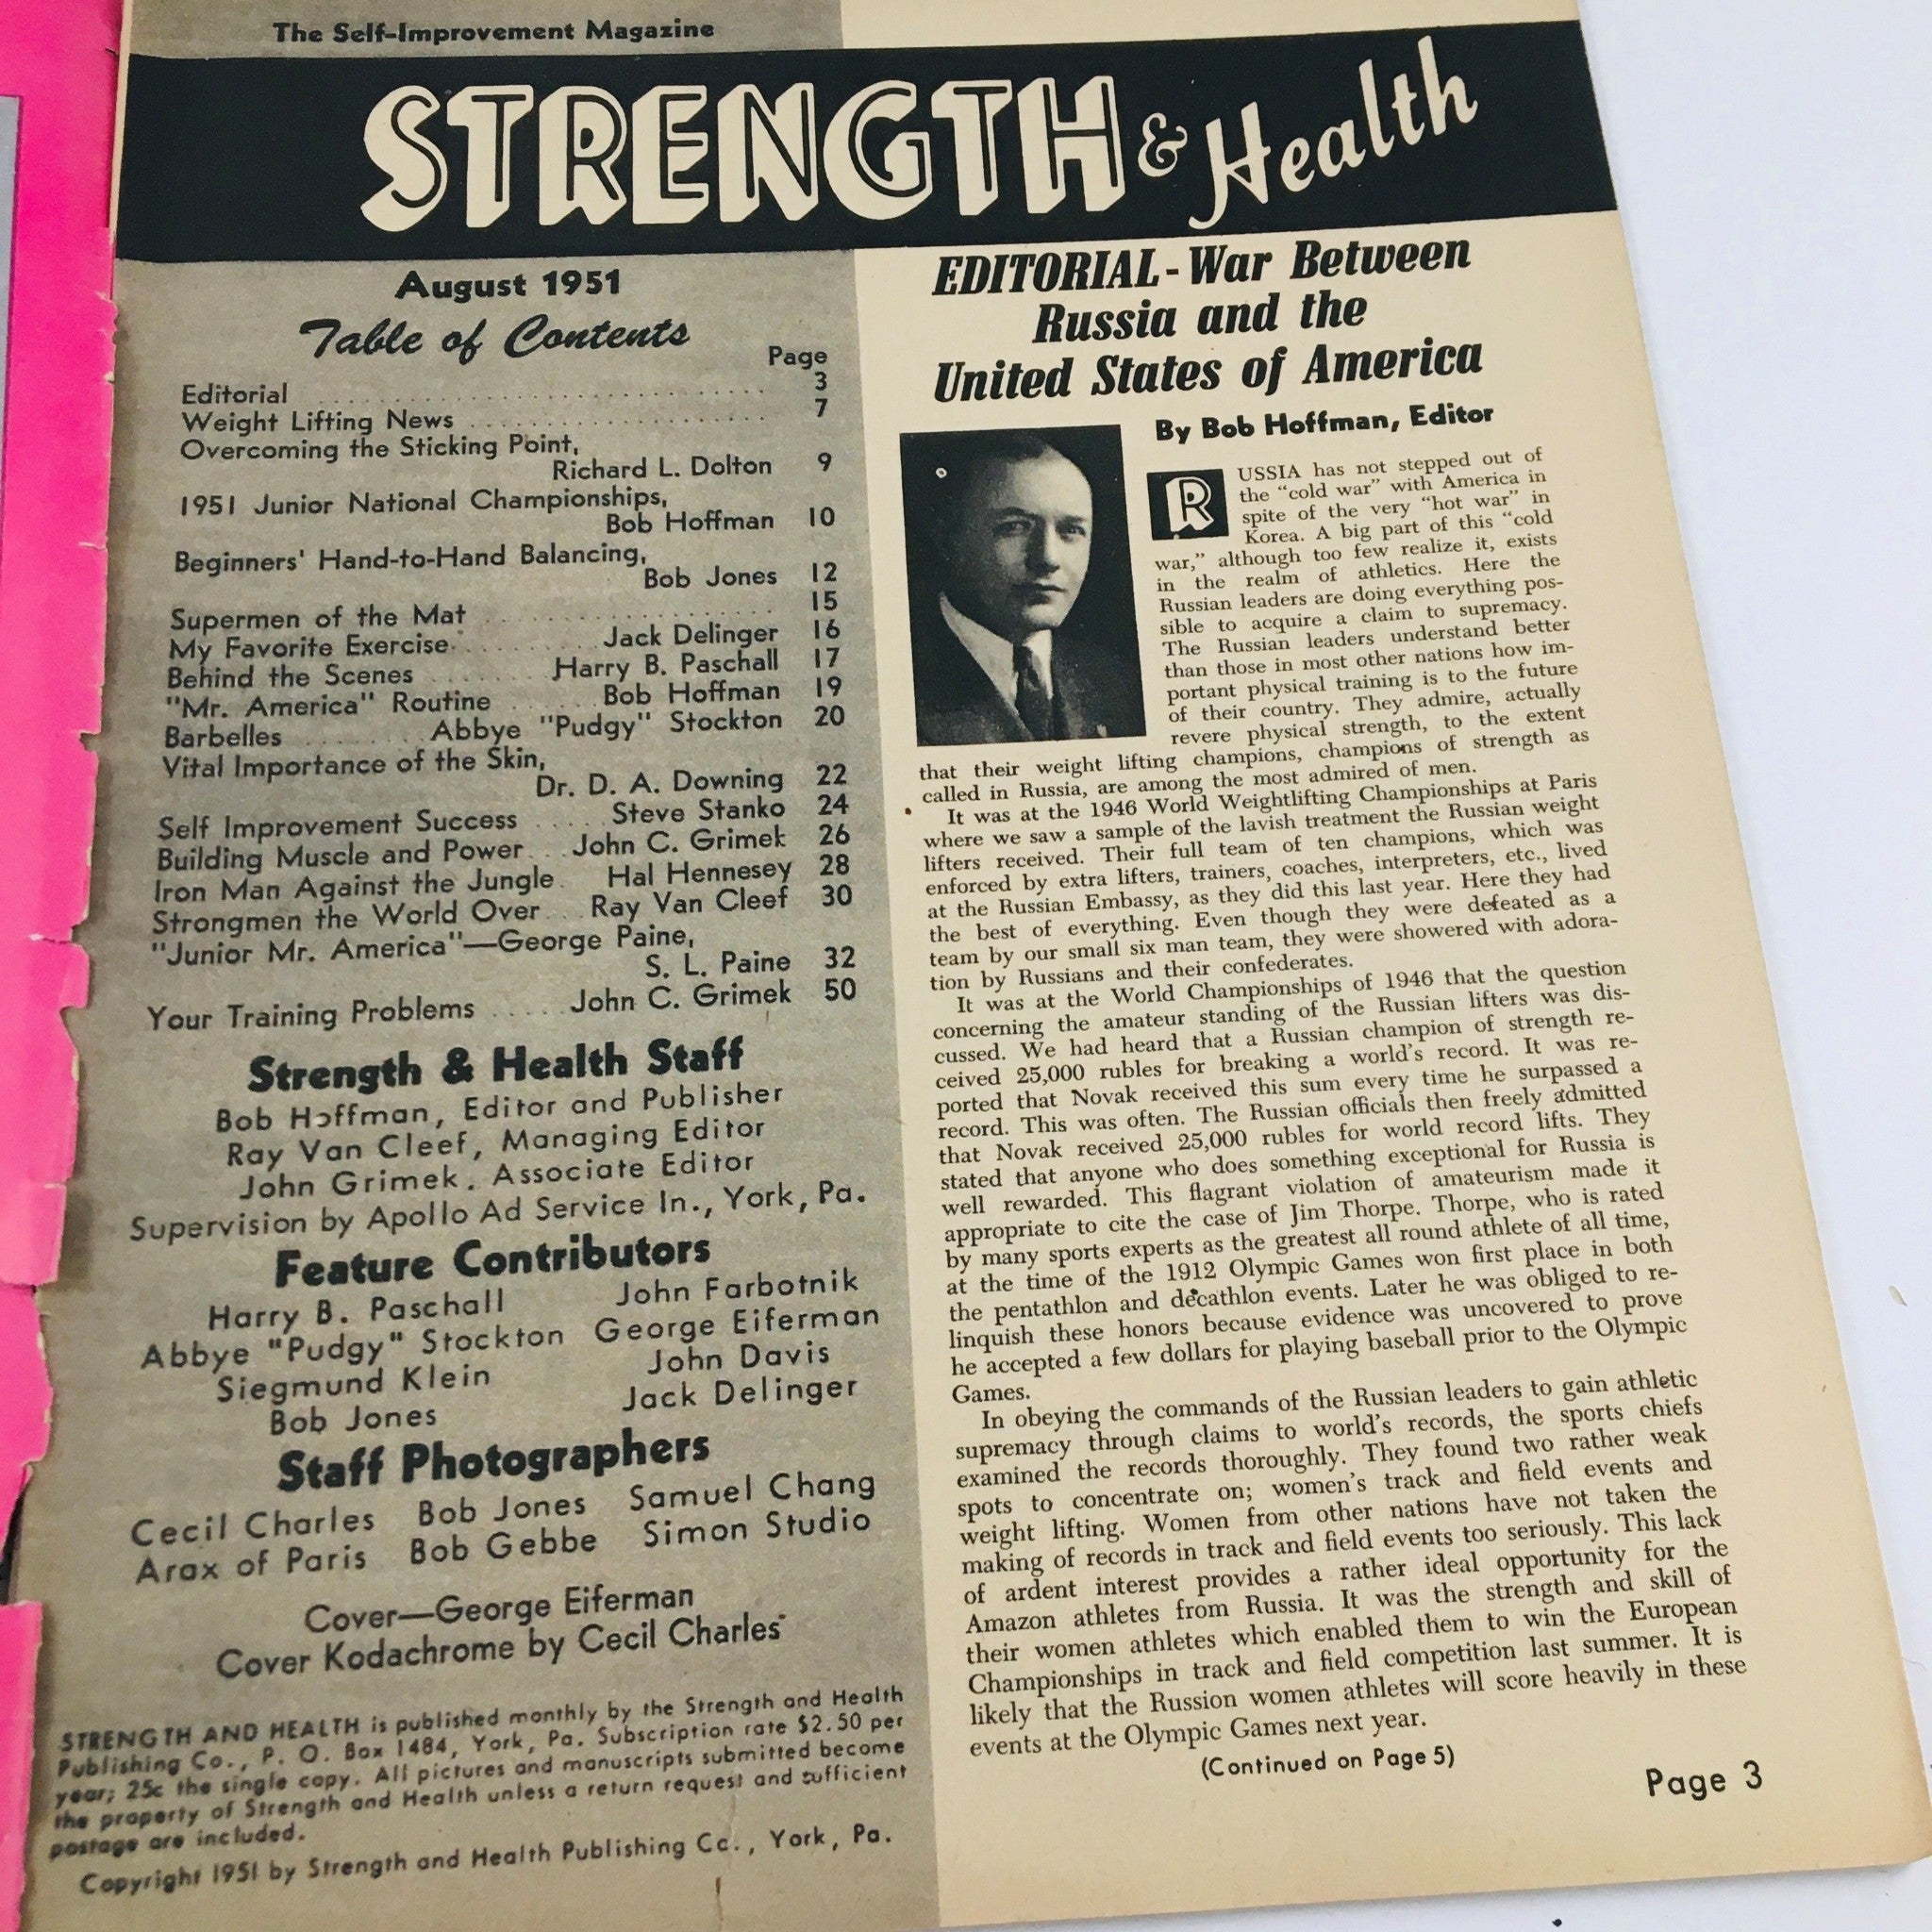 The Self-Improvement Magazine
STRENGTH & Health
August 1951
Table of Contents
Page
Editorial . . . . . . . . . . 3
Weight Lifting News . . . . . . . . . . 7
Overcoming the Sticking Point,
Richard L. Dolton 9
1951 Junior National Championships,
Bob Hoffman 10
Beginners' Hand-to-Hand Balancing,
Bob Jones 12
Supermen of the Mat . . . . . . . . . . 15
My Favorite Exercise . . . . . Jack Delinger 16
Behind the Scenes . . . . . Harry B. Paschall 17
"Mr. America" Routine . . . . . Bob Hoffman 19
Barbelles . . . . . Abbye "Pudgy" Stockton 20
Vital Importance of the Skin,
Dr. D. A. Downing 22
Self Improvement Success . . . . . Steve Stanko 24
Building Muscle and Power . . . John C. Grimek 26
Iron Man Against the Jungle . Hal Hennesey 28
Strongmen the World Over . . . Ray Van Cleef 30
"Junior Mr. America"—George Paine,
S. L. Paine 32
Your Training Problems . . . . . John C. Grimek 50
Strength & Health Staff
Bob Hoffman, Editor and Publisher
Ray Van Cleef, Managing Editor
John Grimek, Associate Editor
Supervision by Apollo Ad Service In., York, Pa.
Feature Contributors
Harry B. Paschall John Farbotnik
Abbye "Pudgy" Stockton George Eiferman
Siegmund Klein John Davis
Bob Jones Jack Delinger
Staff Photographers
Cecil Charles Bob Jones Samuel Chang
Arax of Paris Bob Gebbe Simon Studio
Cover—George Eiferman
Cover Kodachrome by Cecil Charles
STRENGTH AND HEALTH is published monthly by the Strength and Health
Publishing Co., P. O. Box 1484, York, Pa. Subscription rate $2.50 per
year; 25c the single copy. All pictures and manuscripts submitted become
the property of Strength and Health unless a return request and sufficient
postage are included.
Copyright 1951 by Strength and Health Publishing Co., York, Pa.
EDITORIAL - War Between
Russia and the
United States of America
By Bob Hoffman, Editor
RUSSIA has not stepped out of
the "cold war" with America in
spite of the very "hot war" in
Korea. A big part of this "cold
war," although too few realize it, exists
in the realm of athletics. Here the
Russian leaders are doing everything pos-
sible to acquire a claim to supremacy.
The Russian leaders understand better
than those in most other nations how im-
portant physical training is to the future
of their country. They admire, actually
revere physical strength, to the extent
that their weight lifting champions, champions of strength as
called in Russia, are among the most admired of men.
It was at the 1946 World Weightlifting Championships at Paris
where we saw a sample of the lavish treatment the Russian weight
lifters received. Their full team of ten champions, which was
enforced by extra lifters, trainers, coaches, interpreters, etc., lived
at the Russian Embassy, as they did this last year. Here they had
the best of everything. Even though they were defeated as a
team by our small six man team, they were showered with adora-
tion by Russians and their confederates.
It was at the World Championships of 1946 that the question
concerning the amateur standing of the Russian lifters was dis-
cussed. We had heard that a Russian champion of strength re-
ceived 25,000 rubles for breaking a world's record. It was re-
ported that Novak received this sum every time he surpassed a
record. This was often. The Russian officials then freely admitted
that Novak received 25,000 rubles for world record lifts. They
stated that anyone who does something exceptional for Russia is
well rewarded. This flagrant violation of amateurism made it
appropriate to cite the case of Jim Thorpe. Thorpe, who is rated
by many sports experts as the greatest all round athlete of all time,
at the time of the 1912 Olympic Games won first place in both
the pentathlon and decathlon events. Later he was obliged to re-
linquish these honors because evidence was uncovered to prove
he accepted a few dollars for playing baseball prior to the Olympic
Games.
In obeying the commands of the Russian leaders to gain athletic
supremacy through claims to world's records, the sports chiefs
examined the records thoroughly. They found two rather weak
spots to concentrate on; women's track and field events and
weight lifting. Women from other nations have not taken the
making of records in track and field events too seriously. This lack
of ardent interest provides a rather ideal opportunity for the
Amazon athletes from Russia. It was the strength and skill of
their women athletes which enabled them to win the European
Championships in track and field competition last summer. It is
likely that the Russion women athletes will score heavily in these
events at the Olympic Games next year.
(Continued on Page 5)
Page 3